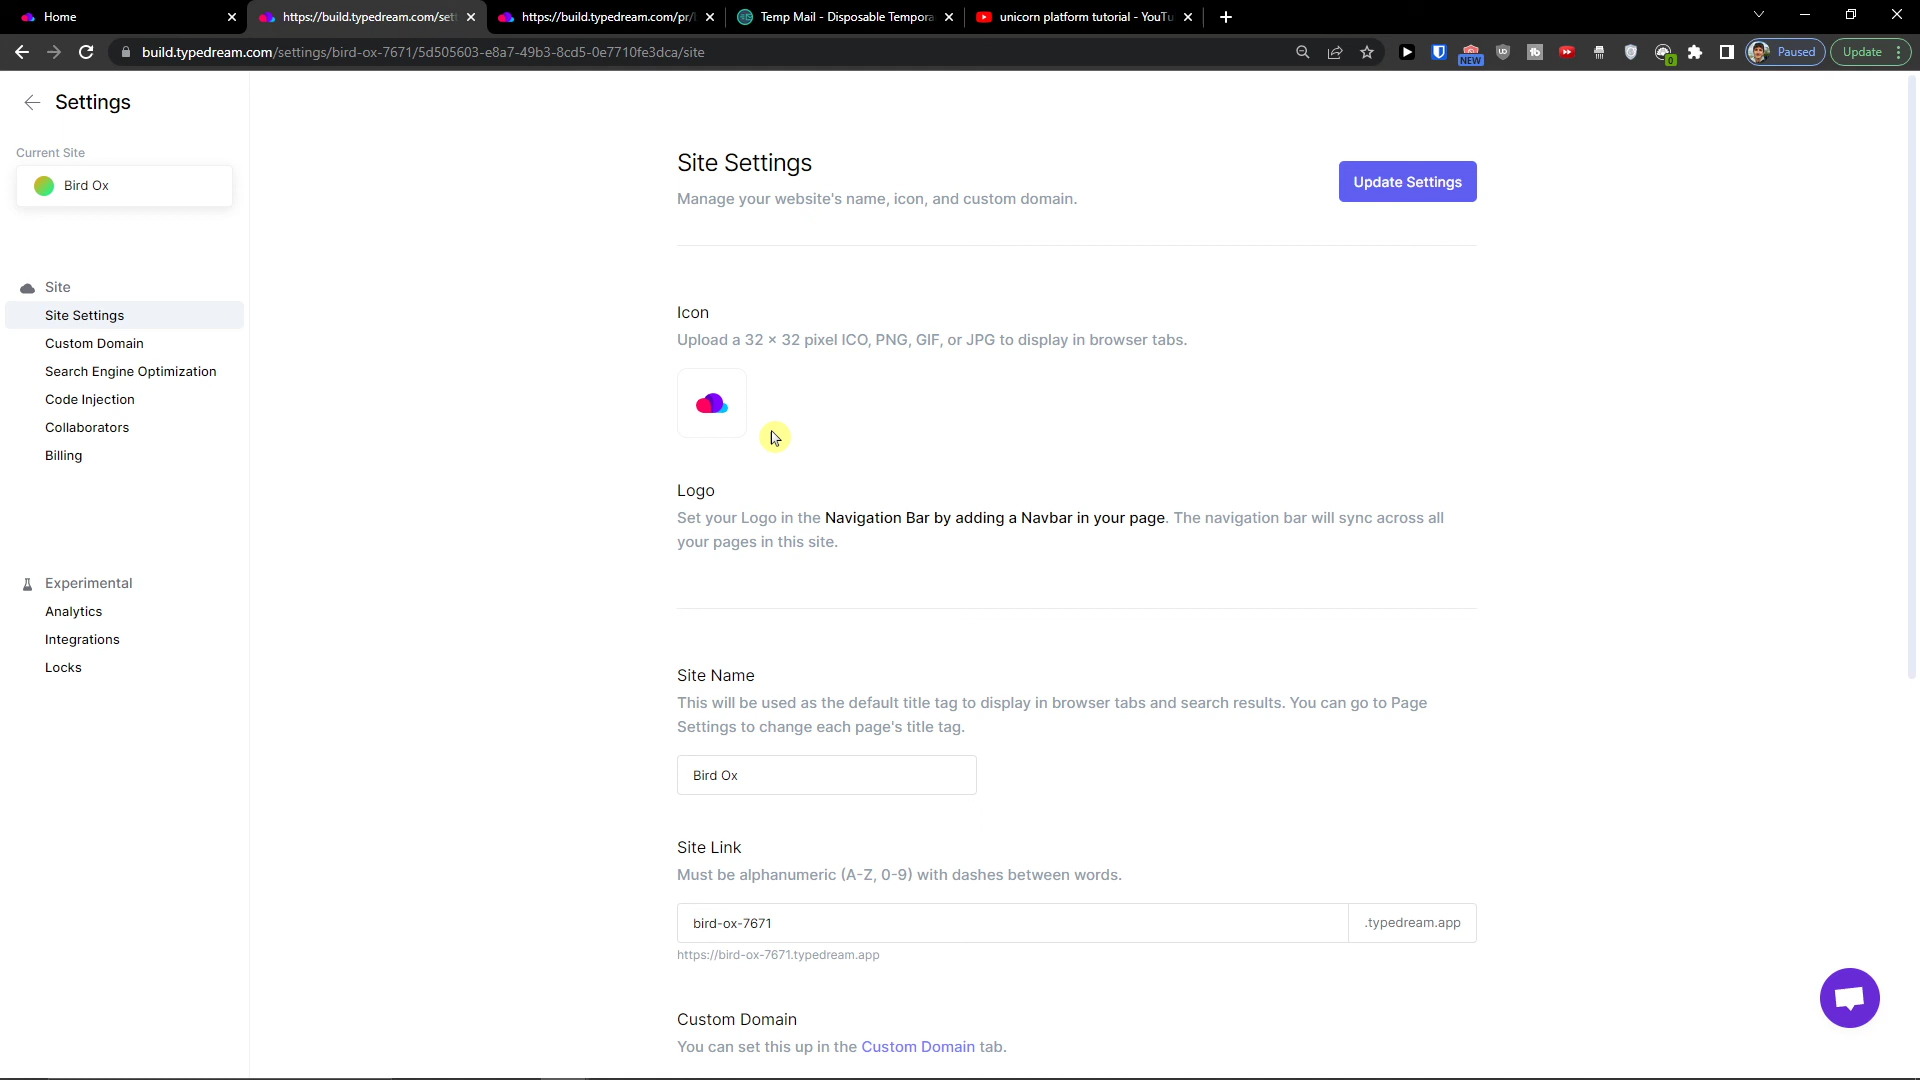 Home
https://build.typedream.com/sett
https://build.typedream.com/pr/
Temp Mail - Disposable Tempora
unicorn platform tutorial - YouTu
build.typedream.com/settings/bird-ox-7671/5d505603-e8a7-49b3-8cd5-0e7710fe3dca/site
NEW
0
Paused
Update
Settings
Current Site
Bird Ox
Site
Site Settings
Custom Domain
Search Engine Optimization
Code Injection
Collaborators
Billing
Experimental
Analytics
Integrations
Locks
Site Settings
Manage your website's name, icon, and custom domain.
Update Settings
Icon
Upload a 32 × 32 pixel ICO, PNG, GIF, or JPG to display in browser tabs.
Logo
Set your Logo in the Navigation Bar by adding a Navbar in your page. The navigation bar will sync across all
your pages in this site.
Site Name
This will be used as the default title tag to display in browser tabs and search results. You can go to Page
Settings to change each page's title tag.
Bird Ox
Site Link
Must be alphanumeric (A-Z, 0-9) with dashes between words.
bird-ox-7671
.typedream.app
https://bird-ox-7671.typedream.app
Custom Domain
You can set this up in the Custom Domain tab.